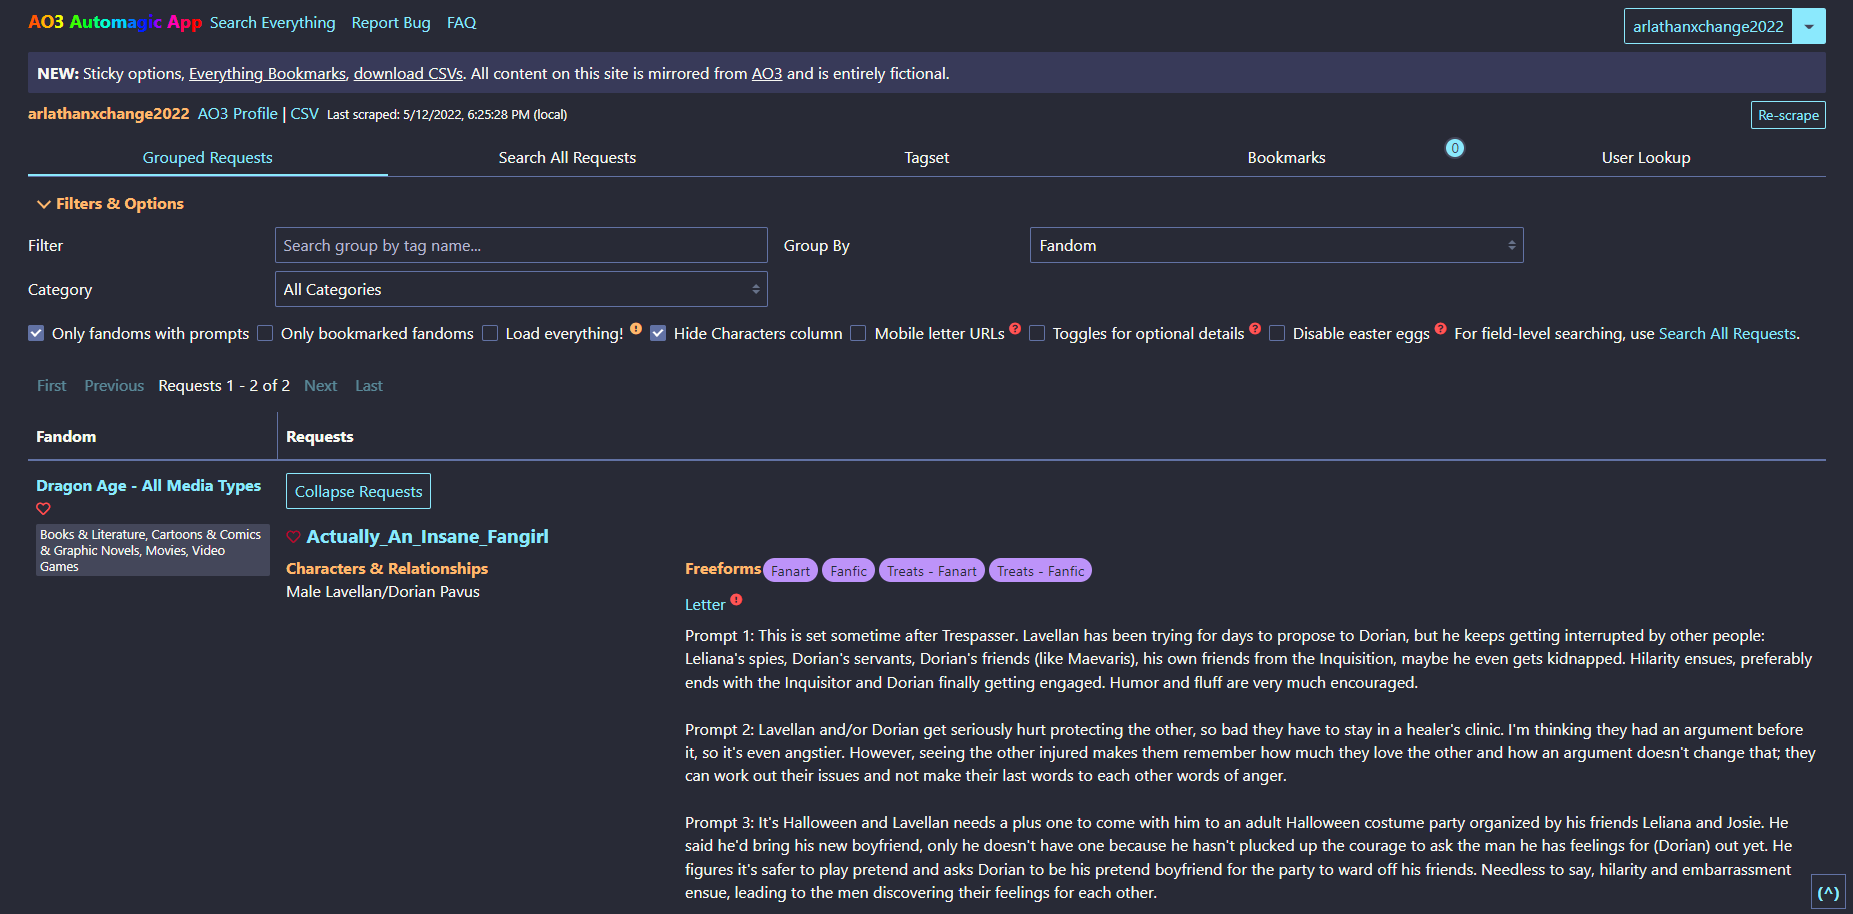 AO3 Automagic App Search Everything Report Bug FAQ arlathanxchange2022
NEW: Sticky options, Everything Bookmarks, download CSVs. All content on this site is mirrored from AO3 and is entirely fictional.
arlathanxchange2022 AO3 Profile | CSV Last scraped: 5/12/2022, 6:25:28 PM (local) Re-scrape
Grouped Requests Search All Requests Tagset Bookmarks 0 User Lookup
Filters & Options
Filter Search group by tag name... Group By Fandom
Category All Categories
Only fandoms with prompts Only bookmarked fandoms Load everything! Hide Characters column Mobile letter URLs Toggles for optional details Disable easter eggs For field-level searching, use Search All Requests.
First Previous Requests 1 - 2 of 2 Next Last
Fandom Requests
Dragon Age - All Media Types
Books & Literature, Cartoons & Comics
& Graphic Novels, Movies, Video
Games
Collapse Requests
Actually_An_Insane_Fangirl
Characters & Relationships
Male Lavellan/Dorian Pavus
Freeforms Fanart Fanfic Treats - Fanart Treats - Fanfic
Letter
Prompt 1: This is set sometime after Trespasser. Lavellan has been trying for days to propose to Dorian, but he keeps getting interrupted by other people:
Leliana's spies, Dorian's servants, Dorian's friends (like Maevaris), his own friends from the Inquisition, maybe he even gets kidnapped. Hilarity ensues, preferably
ends with the Inquisitor and Dorian finally getting engaged. Humor and fluff are very much encouraged.
Prompt 2: Lavellan and/or Dorian get seriously hurt protecting the other, so bad they have to stay in a healer's clinic. I'm thinking they had an argument before
it, so it's even angstier. However, seeing the other injured makes them remember how much they love the other and how an argument doesn't change that; they
can work out their issues and not make their last words to each other words of anger.
Prompt 3: It's Halloween and Lavellan needs a plus one to come with him to an adult Halloween costume party organized by his friends Leliana and Josie. He
said he'd bring his new boyfriend, only he doesn't have one because he hasn't plucked up the courage to ask the man he has feelings for (Dorian) out yet. He
figures it's safer to play pretend and asks Dorian to be his pretend boyfriend for the party to ward off his friends. Needless to say, hilarity and embarrassment
ensue, leading to the men discovering their feelings for each other.
(^)